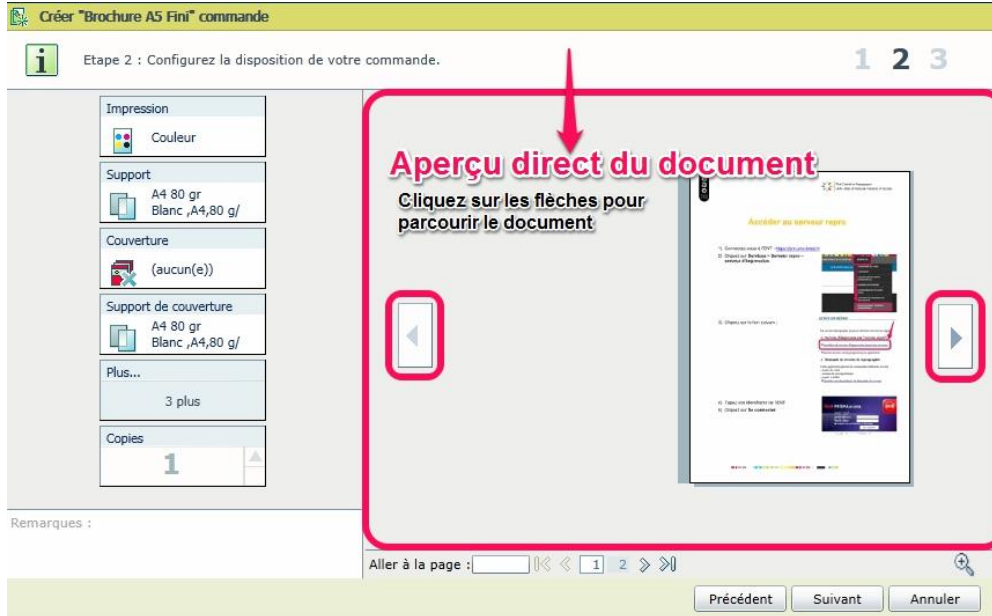 Créer "Brochure A5 Fini" commande
Etape 2 : Configurez la disposition de votre commande.
1 2 3
Impression
Couleur
Support
A4 80 gr
Blanc ,A4,80 g/
Couverture
(aucun(e))
Support de couverture
A4 80 gr
Blanc ,A4,80 g/
Plus...
3 plus
Copies
1
Remarques :
Aperçu direct du document
Cliquez sur les flèches pour
parcourir le document
Accéder au serveur repro
Aller à la page :
1 2
Précédent Suivant Annuler